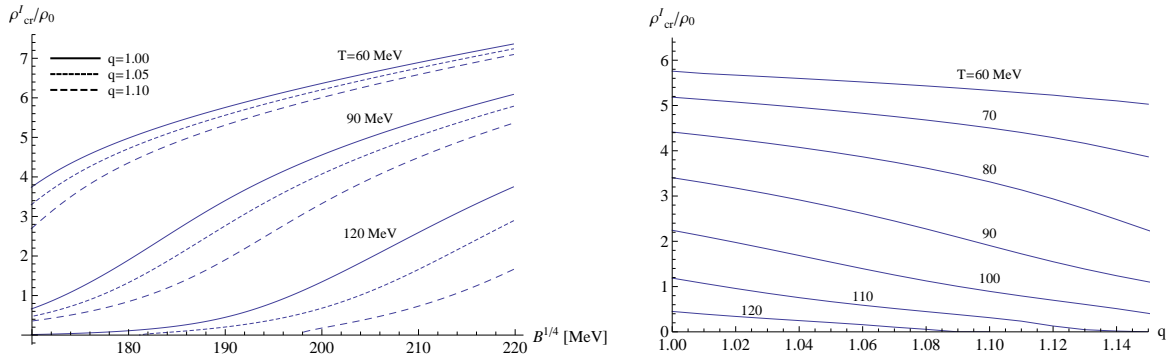 ρ^I_cr/ρ_0
7
6
5
4
3
2
1
q=1.00
q=1.05
q=1.10
T=60 MeV
90 MeV
120 MeV
180 190 200 210 220
B^1/4 [MeV]
ρ^I_cr/ρ_0
6
5
4
3
2
1
0
T=60 MeV
70
80
90
100
110
120
1.00 1.02 1.04 1.06 1.08 1.10 1.12 1.14
q